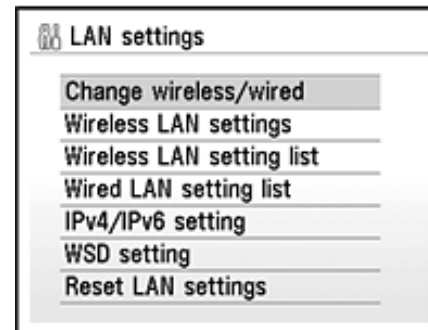 LAN settings
Change wireless/wired
Wireless LAN settings
Wireless LAN setting list
Wired LAN setting list
IPv4/IPv6 setting
WSD setting
Reset LAN settings